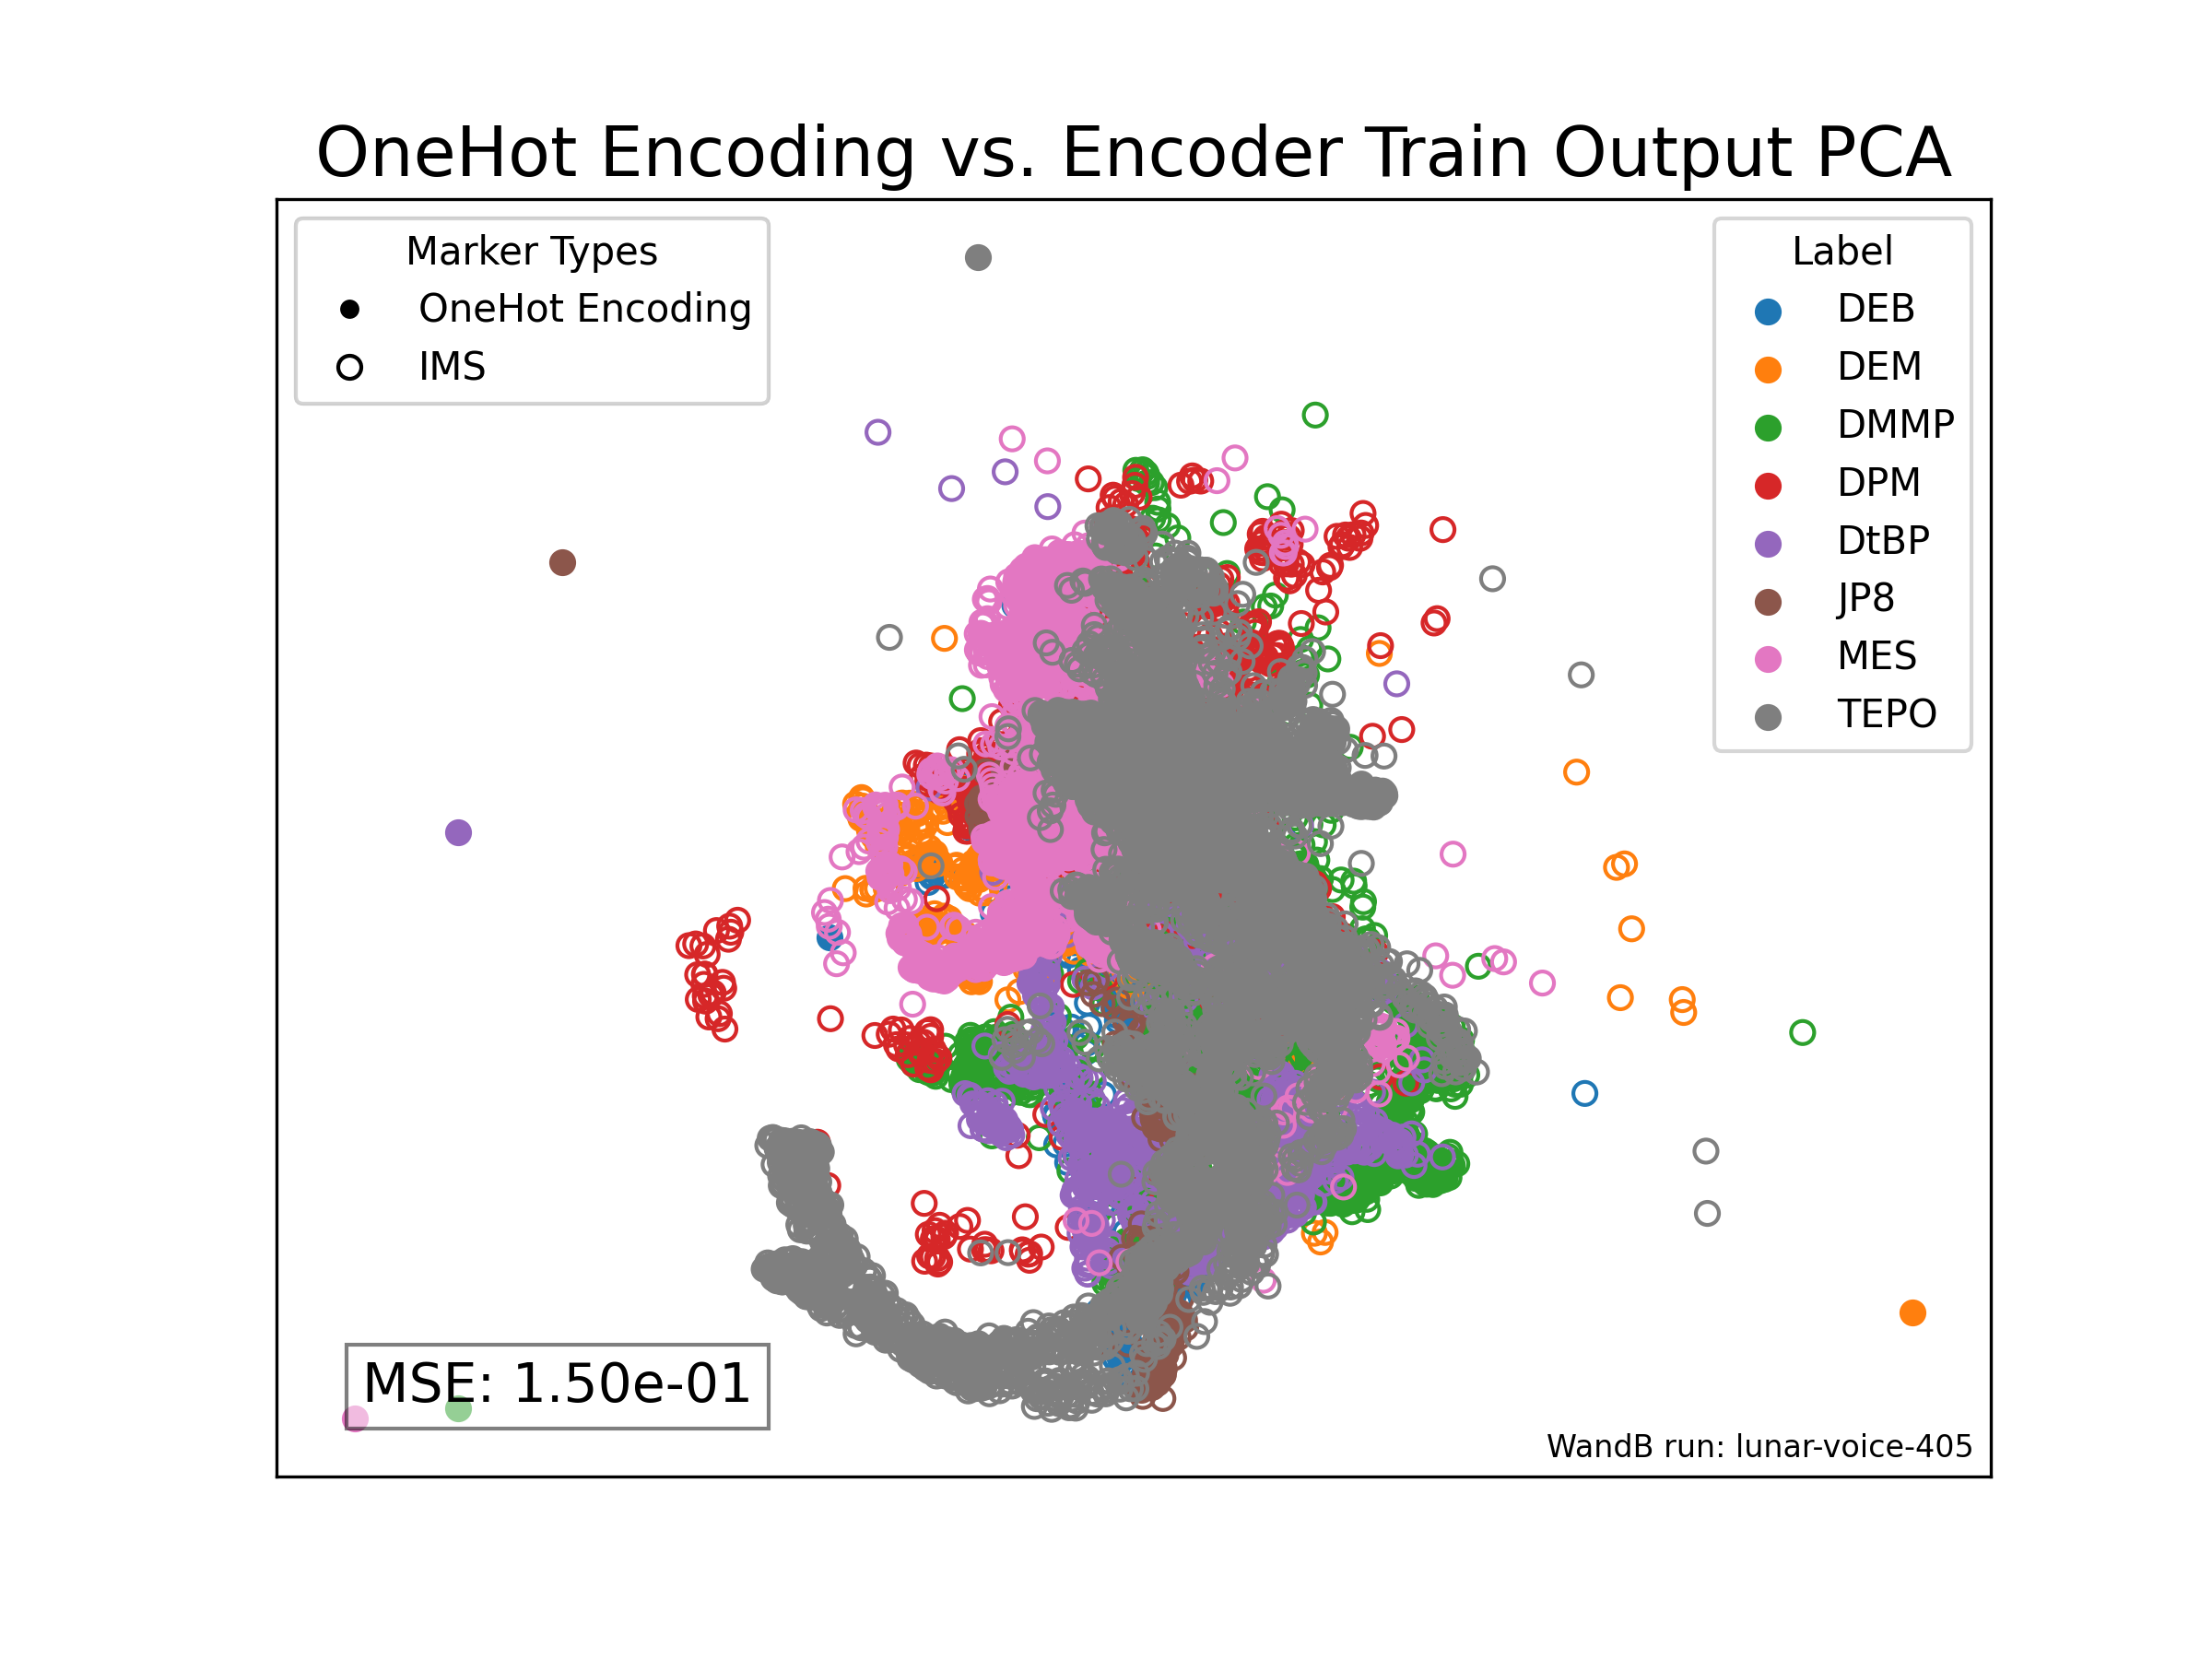 OneHot Encoding vs. Encoder Train Output PCA
Marker Types
OneHot Encoding
IMS
Label
DEB
DEM
DMMP
DPM
DtBP
JP8
MES
TEPO
MSE: 1.50e-01
WandB run: lunar-voice-405